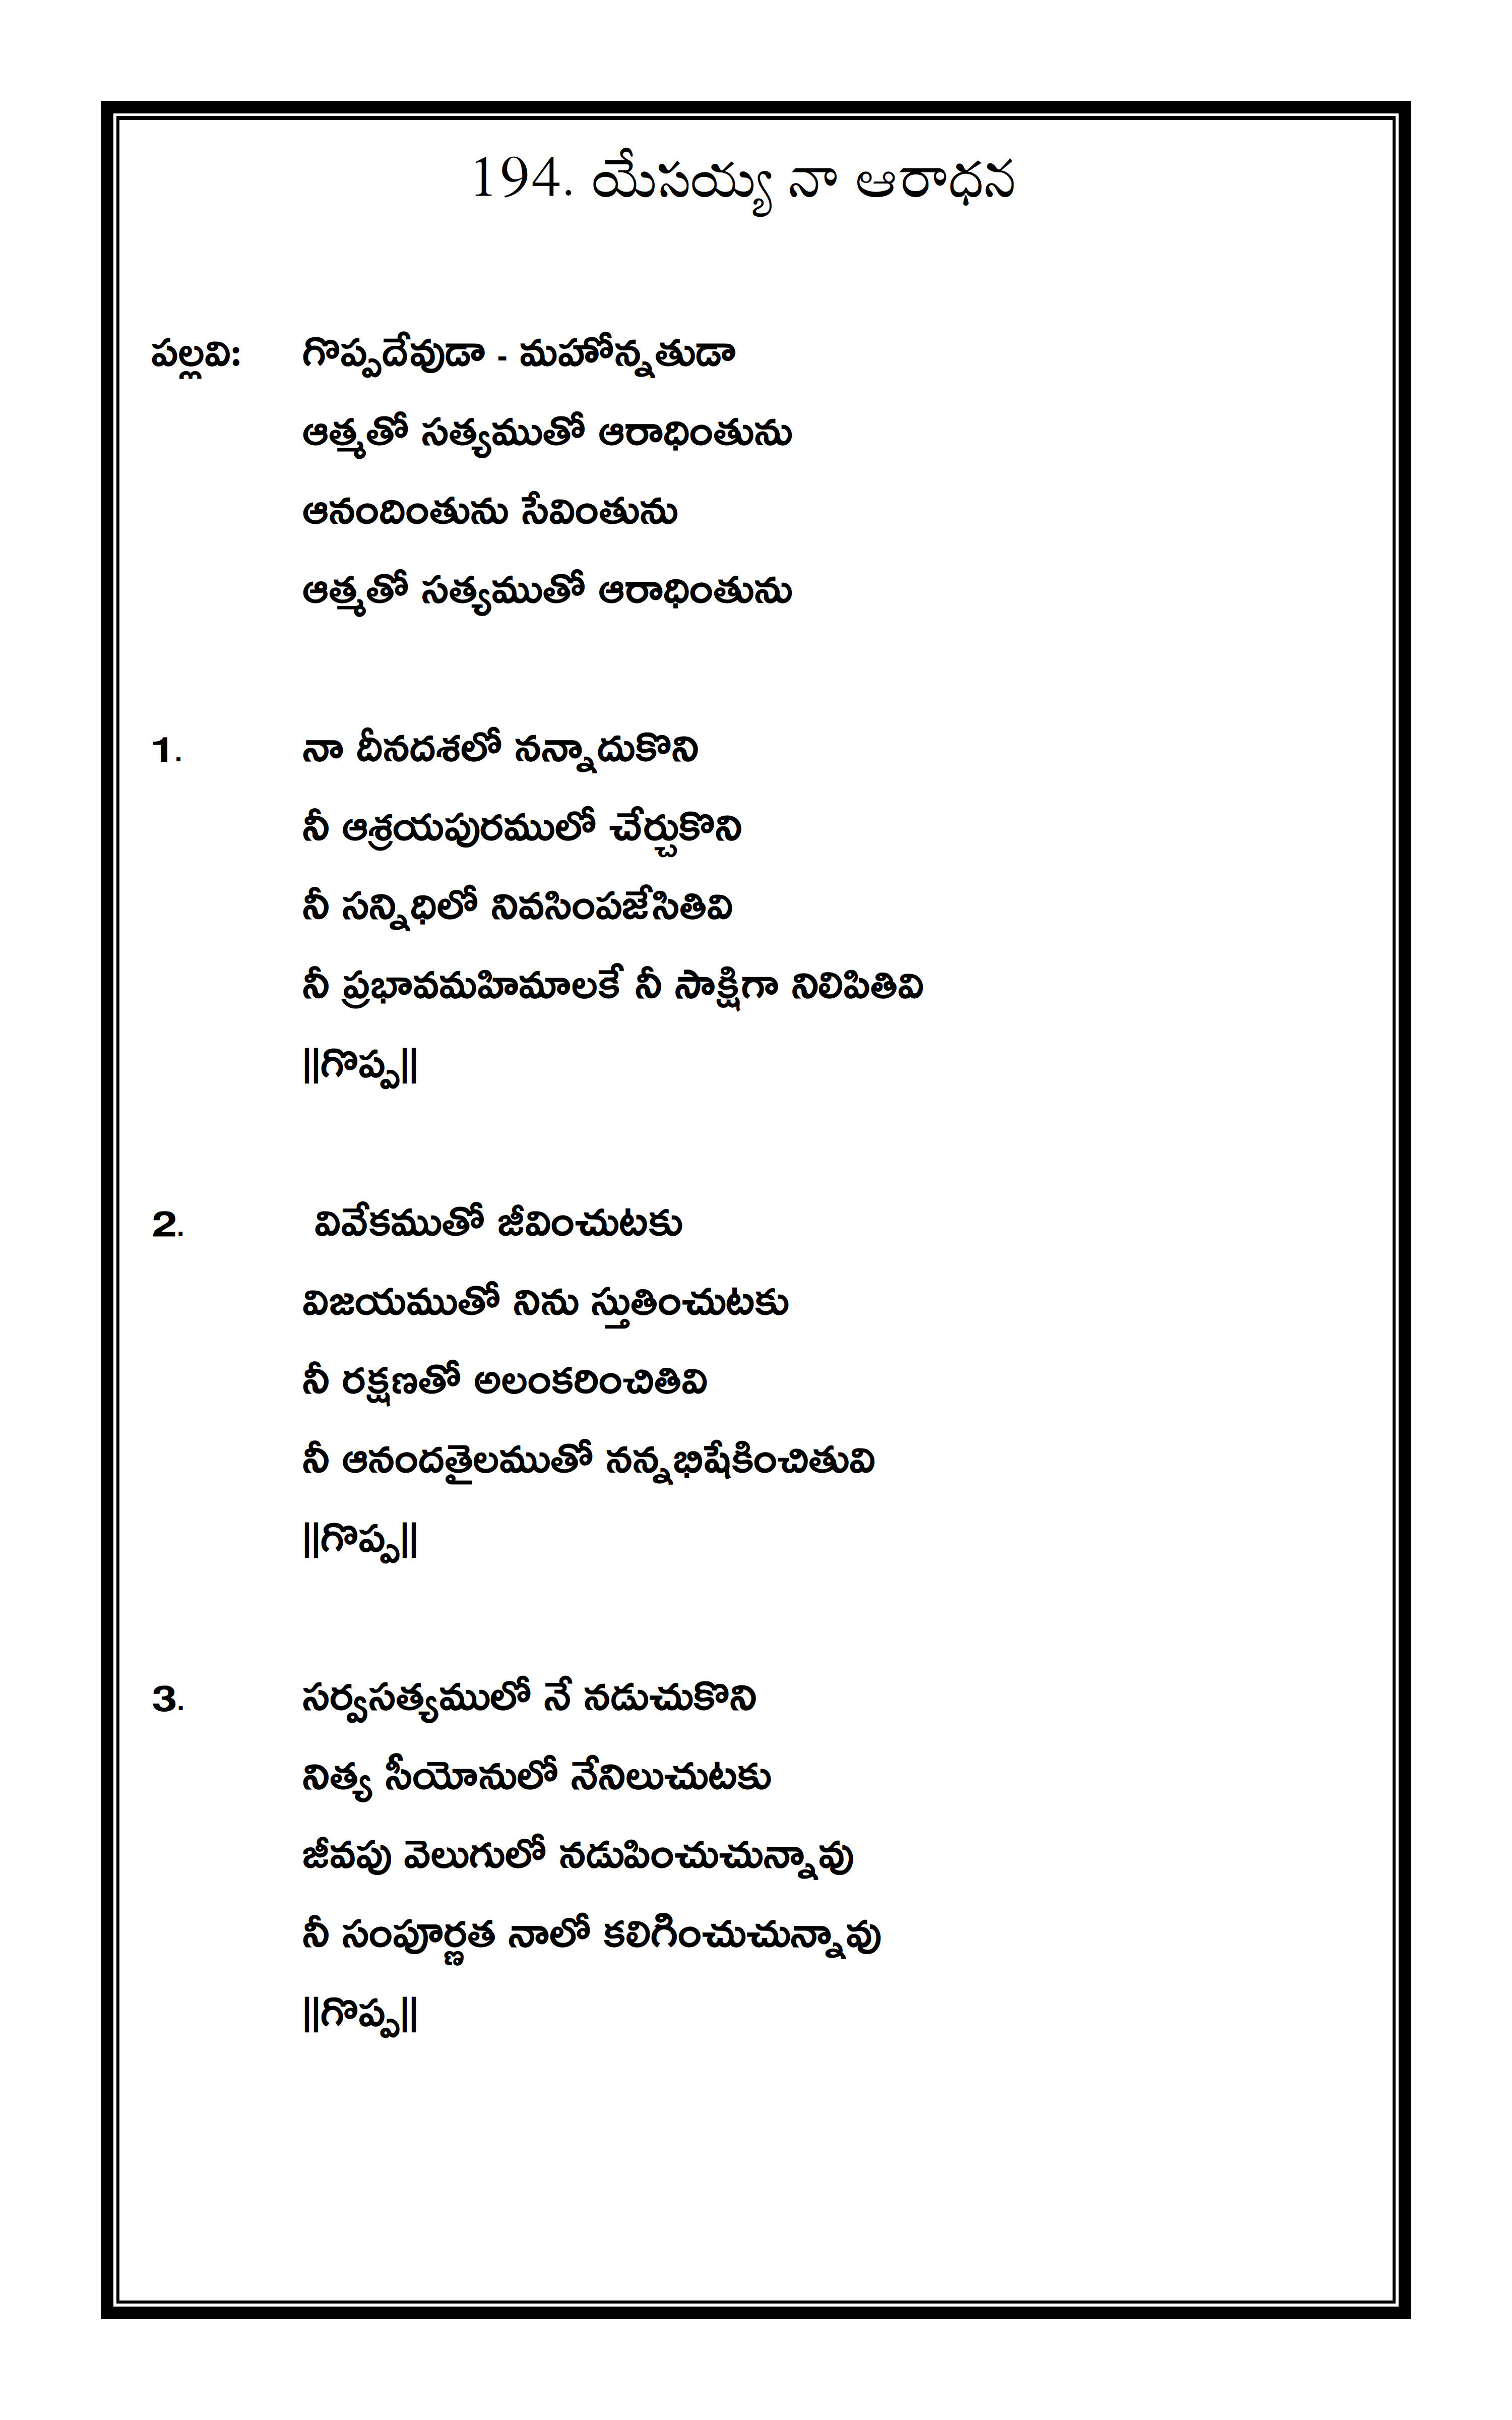 194. యేసయ్య నా ఆరాధన
పల్లవి: గొప్పదేవుడా - మహోన్నతుడా
ఆత్మతో సత్యముతో ఆరాధింతును
ఆనందింతును సేవింతును
ఆత్మతో సత్యముతో ఆరాధింతును
1. నా దీనదశలో నన్నాదుకొని
నీ ఆశ్రయపురములో చేర్చుకొని
నీ సన్నిధిలో నివసింపజేసితివి
నీ ప్రభావమహిమాలకే నీ సాక్షిగా నిలిపితివి
||గొప్ప||
2. వివేకముతో జీవించుటకు
విజయముతో నిను స్తుతించుటకు
నీ రక్షణతో అలంకరించితివి
నీ ఆనందతైలముతో నన్నభిషేకించితువి
||గొప్ప||
3. సర్వసత్యములో నే నడుచుకొని
నిత్య సీయోనులో నేనిలుచుటకు
జీవపు వెలుగులో నడుపించుచున్నావు
నీ సంపూర్ణత నాలో కలిగించుచున్నావు
||గొప్ప||